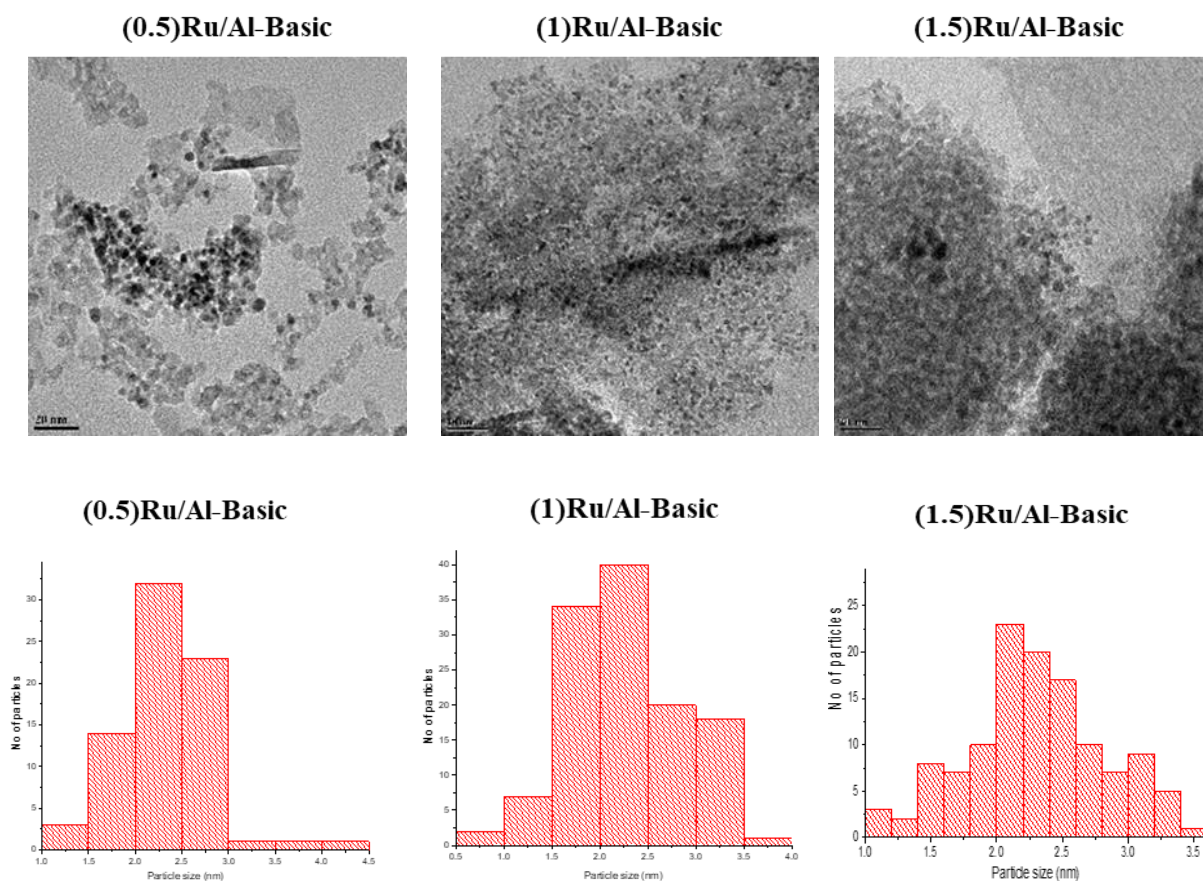 (0.5)Ru/Al-Basic
(1)Ru/Al-Basic
(1.5)Ru/Al-Basic
20 nm
(0.5)Ru/Al-Basic
(1)Ru/Al-Basic
(1.5)Ru/Al-Basic
No of particles
30
25
20
15
10
5
0
1.0 1.5 2.0 2.5 3.0 3.5 4.0 4.5
Particle size (nm)
No of particles
40
35
30
25
20
15
10
5
0
0.5 1.0 1.5 2.0 2.5 3.0 3.5 4.0
Particle size (nm)
No of particles
25
20
15
10
5
0
1.0 1.5 2.0 2.5 3.0 3.5
Particle size (nm)